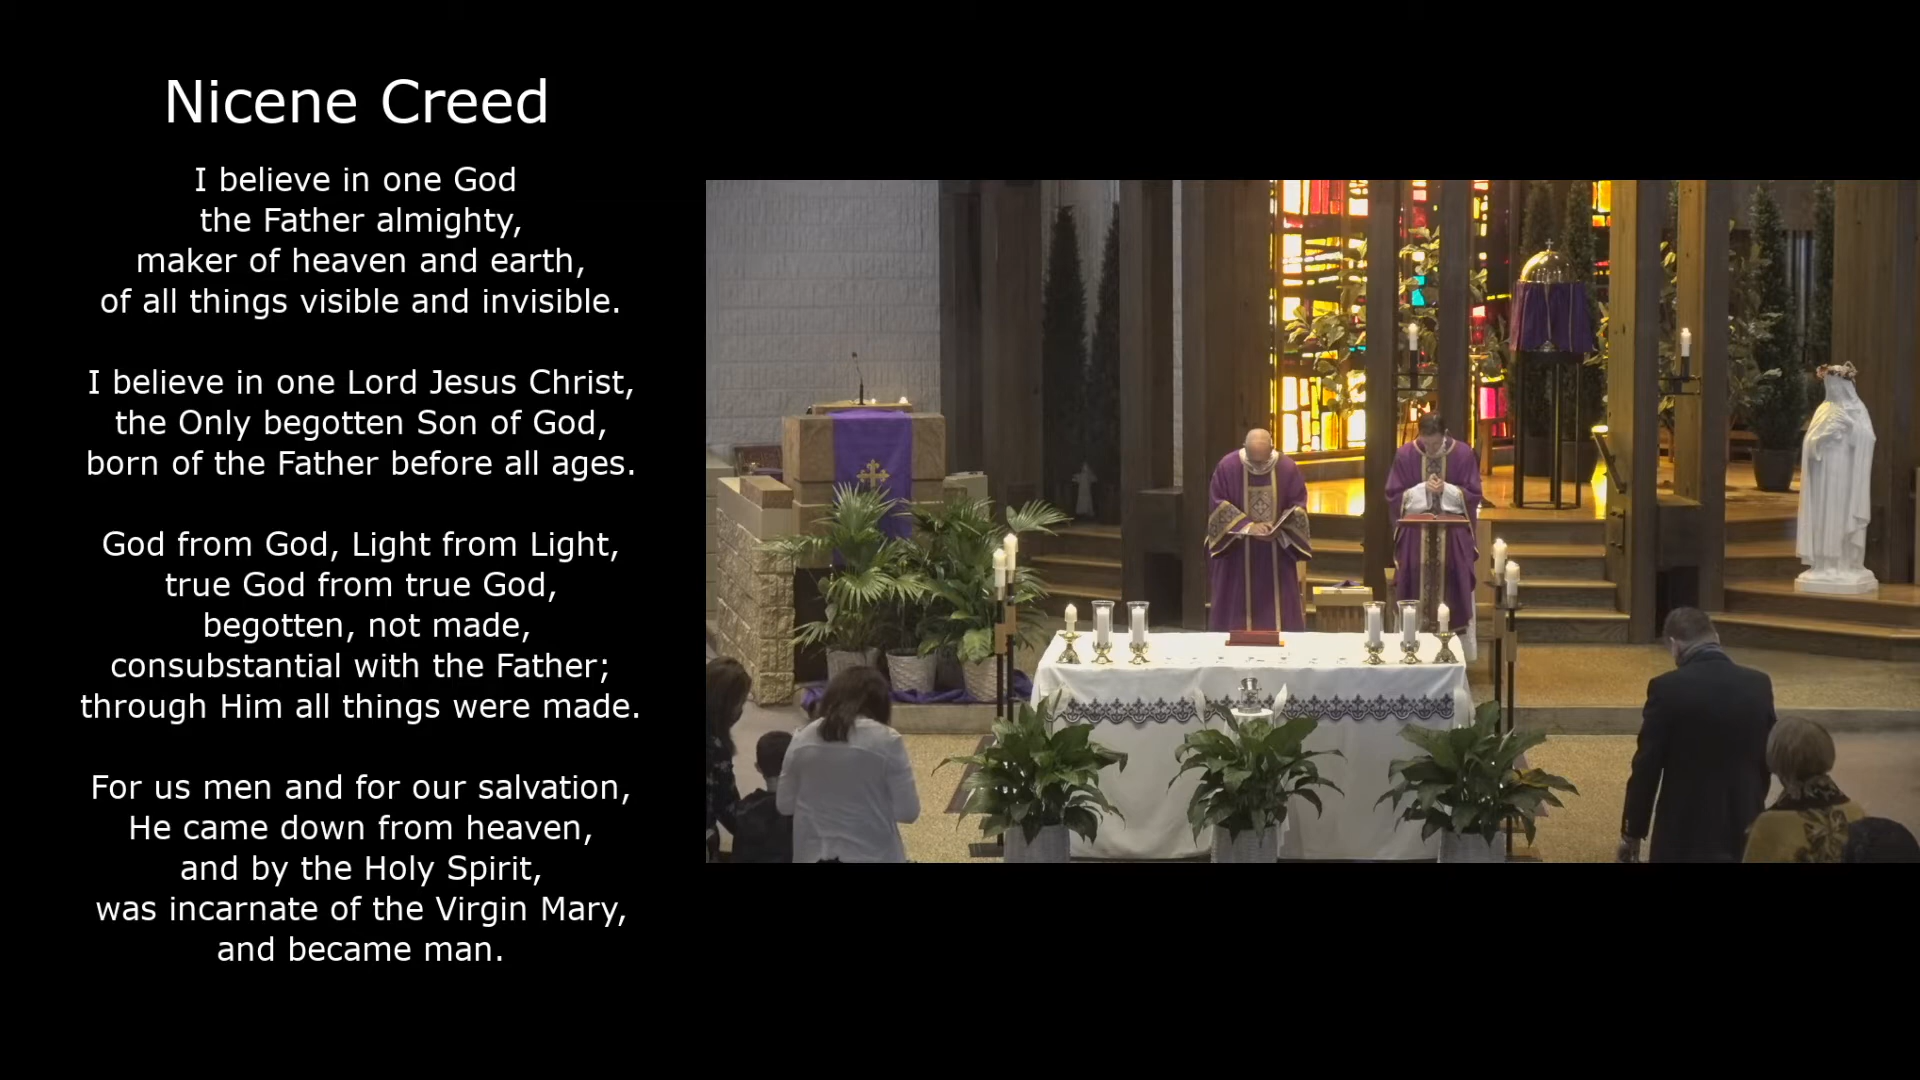 Nicene Creed
I believe in one God
the Father almighty,
maker of heaven and earth,
of all things visible and invisible.
I believe in one Lord Jesus Christ,
the Only begotten Son of God,
born of the Father before all ages.
God from God, Light from Light,
true God from true God,
begotten, not made,
consubstantial with the Father;
through Him all things were made.
For us men and for our salvation,
He came down from heaven,
and by the Holy Spirit,
was incarnate of the Virgin Mary,
and became man.